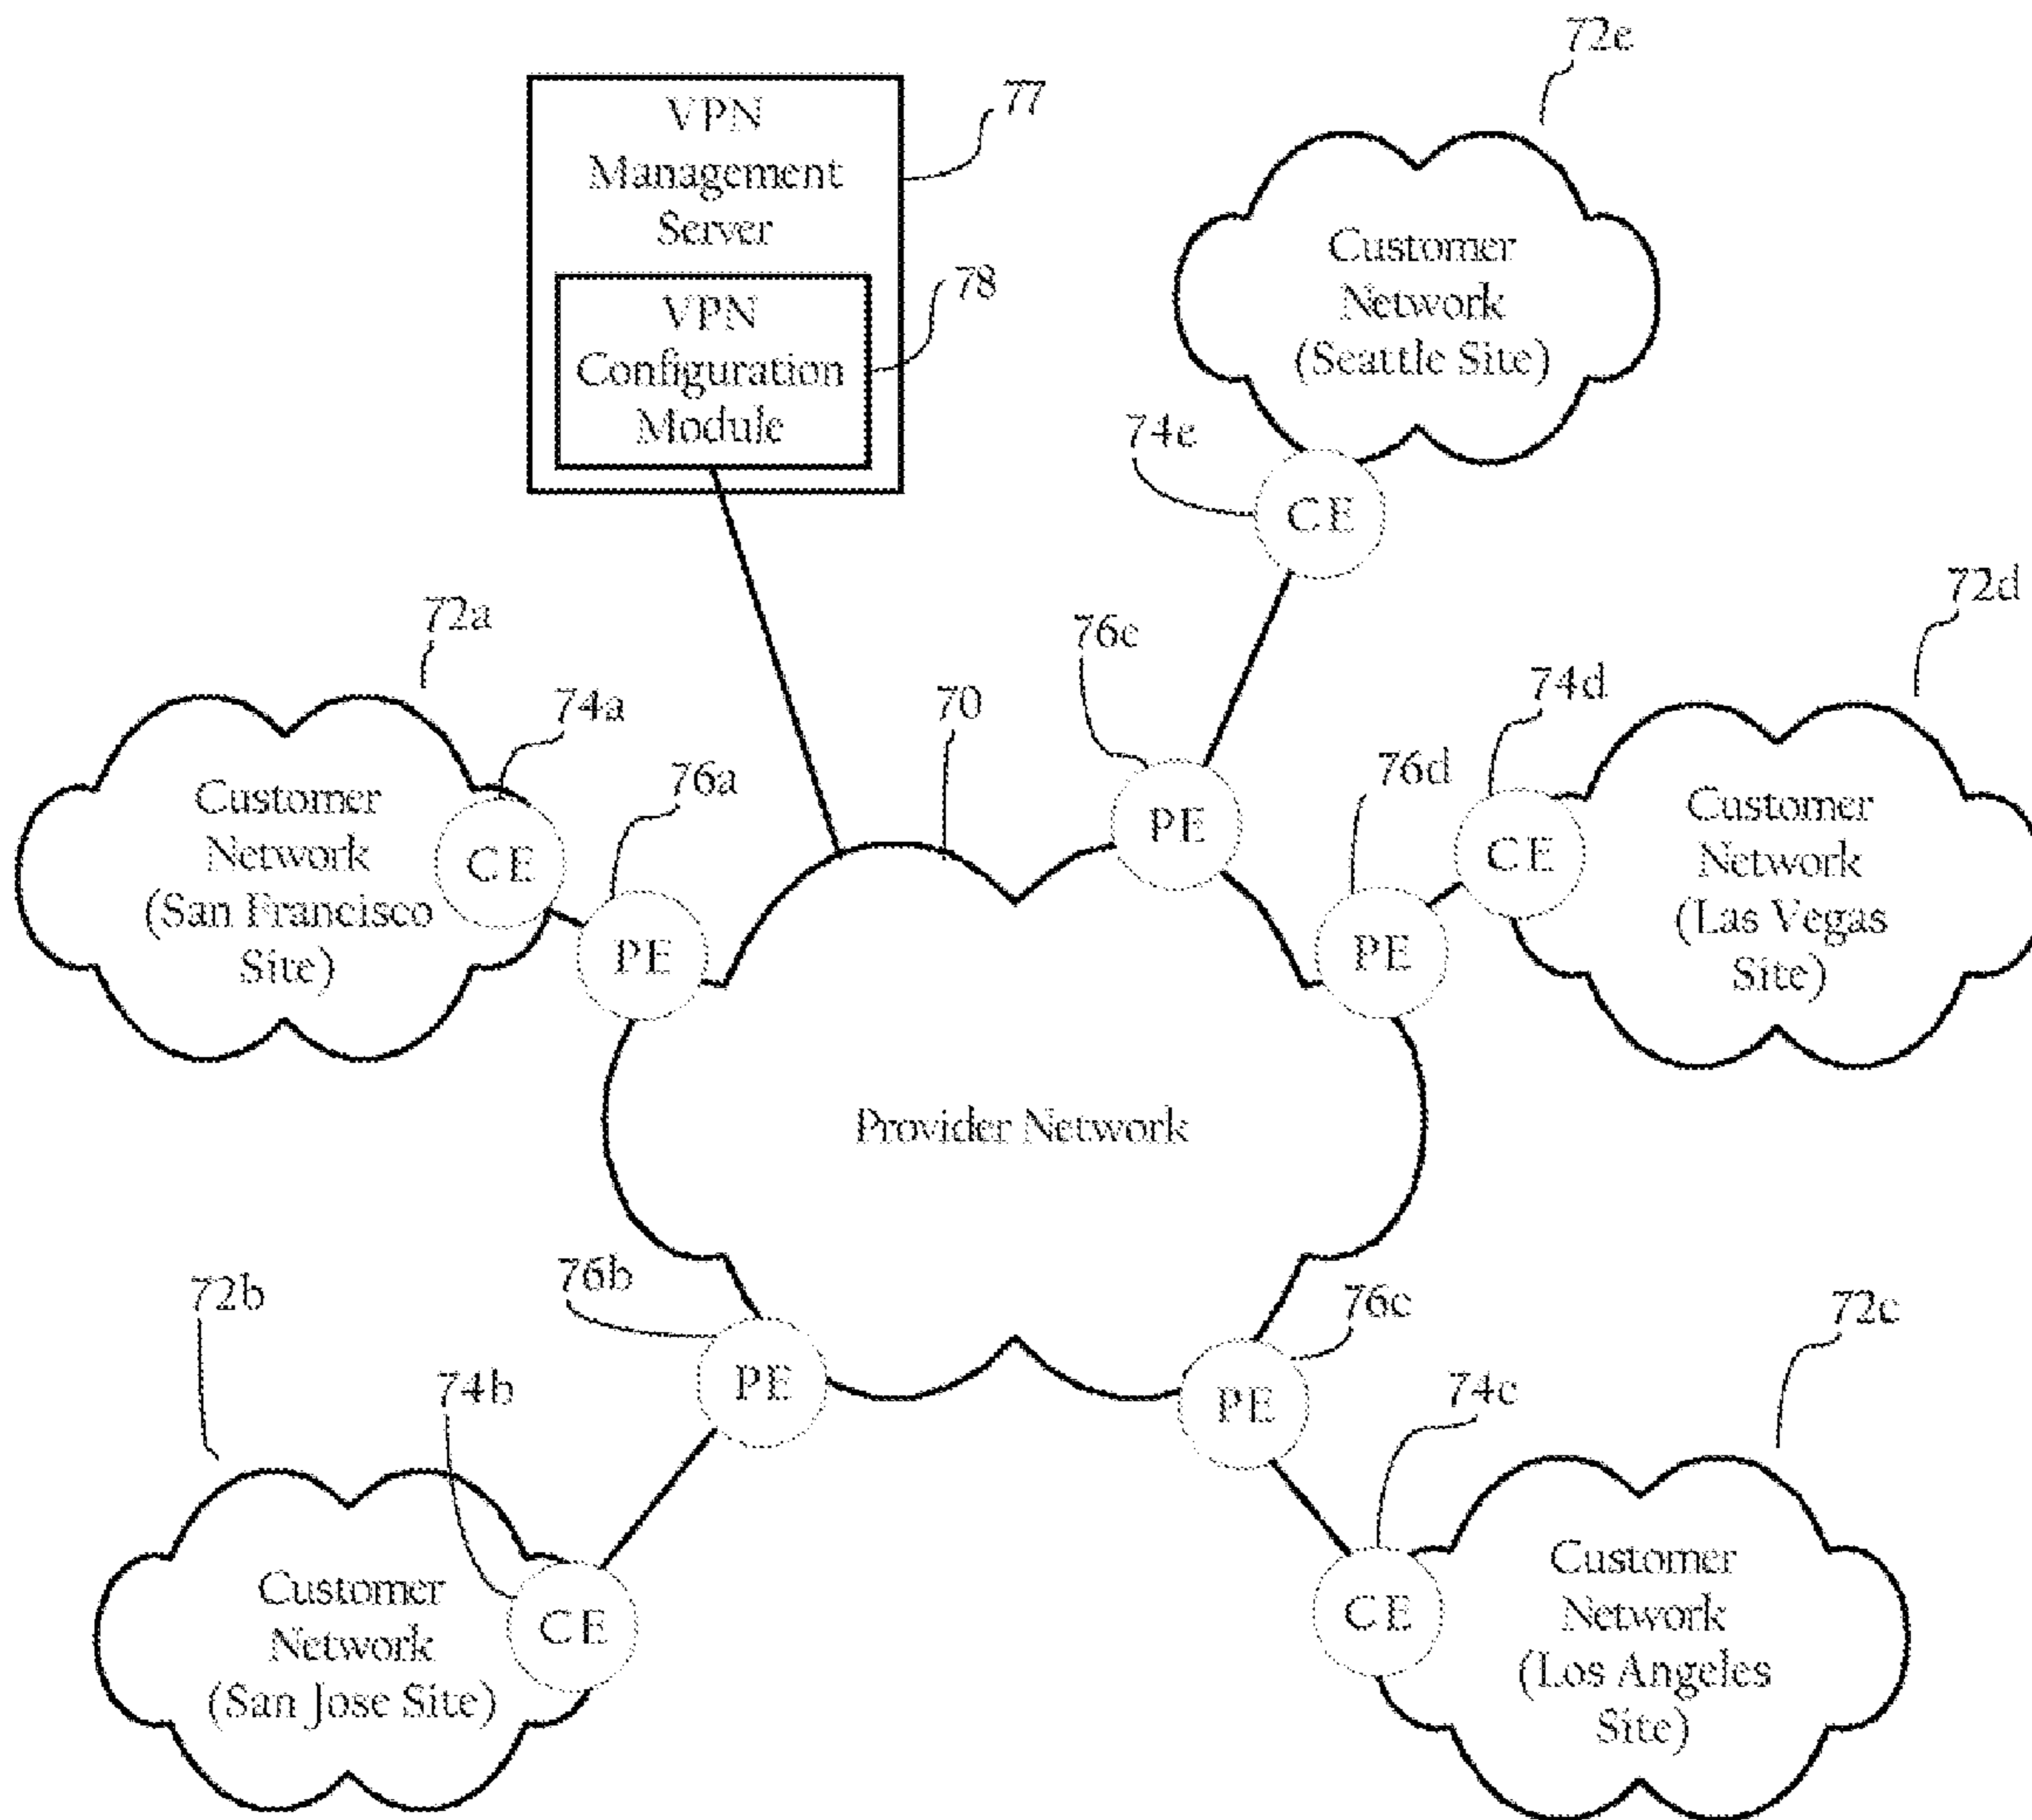 72e
VPN
Management
Server
77
VPN
Configuration
Module
78
Customer
Network
(Seattle Site)
74e
CE
72a
74a
76a
70
76e
74d
72d
76d
Customer
Network
(San Francisco
Site)
CE
PE
PE
PE
CE
Customer
Network
(Las Vegas
Site)
Provider Network
72b
76b
76c
72c
74b
PE
PE
74c
Customer
Network
(San Jose Site)
CE
CE
Customer
Network
(Los Angeles
Site)